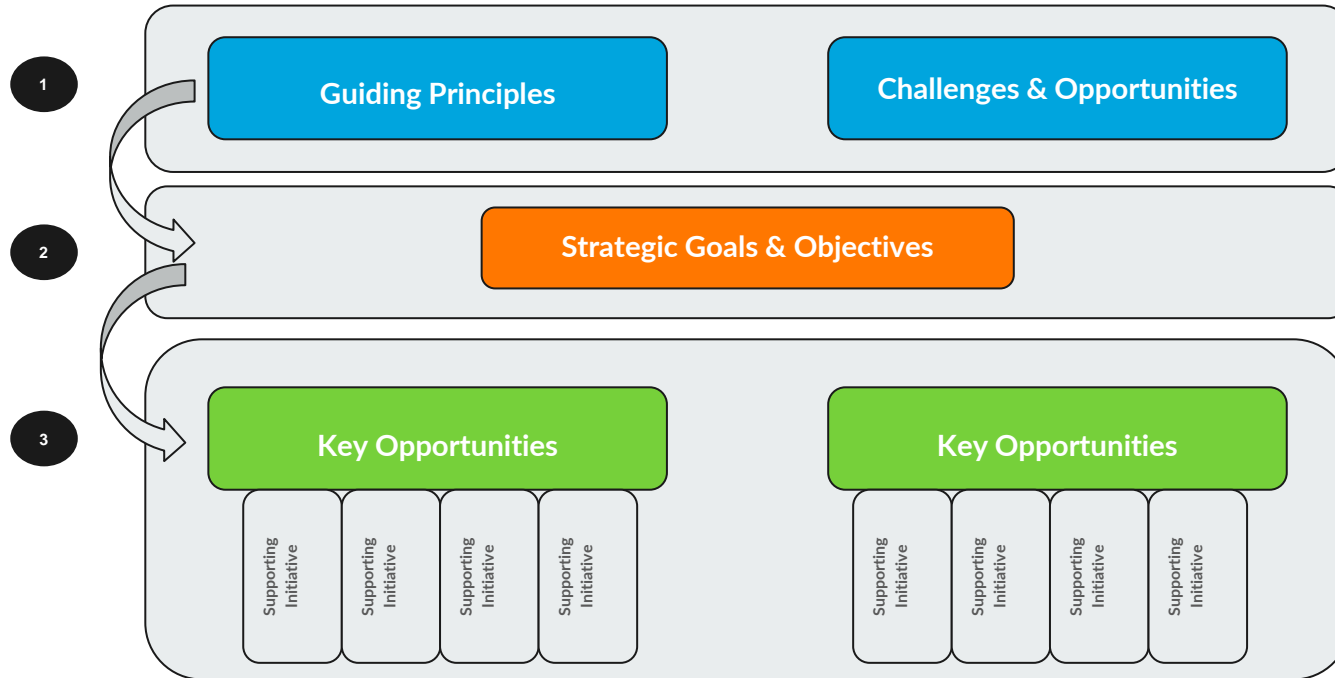 1
Guiding Principles
Challenges & Opportunities
2
Strategic Goals & Objectives
3
Key Opportunities
Key Opportunities
Supporting
Initiative
Supporting
Initiative
Supporting
Initiative
Supporting
Initiative
Supporting
Initiative
Supporting
Initiative
Supporting
Initiative
Supporting
Initiative